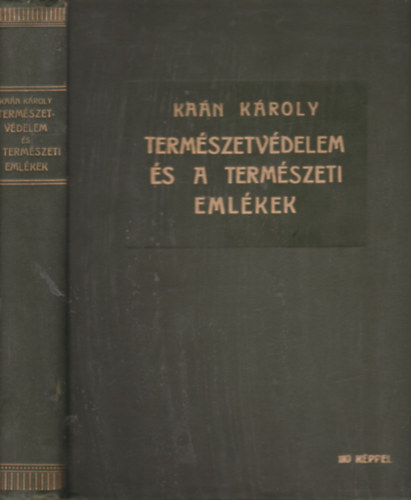 KAÁN KÁROLY
TERMÉSZET-
VÉDELEM
ÉS
A TERMÉSZETI
EMLÉKEK
KAÁN KÁROLY
TERMÉSZETVÉDELEM
ÉS A TERMÉSZETI
EMLÉKEK
KÉPPEL